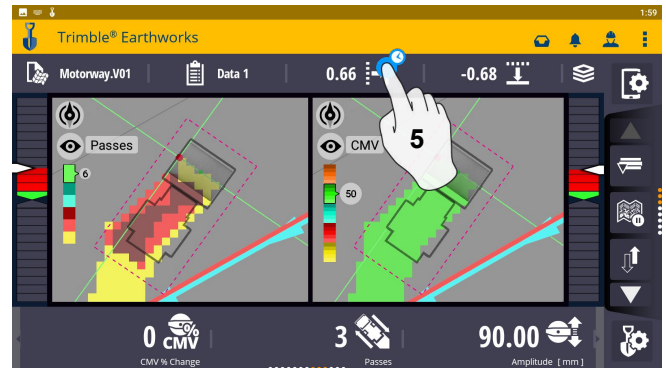 1:59
Trimble® Earthworks
Motorway.V01 Data 1 0.66 -0.68
Passes
6
CMV
50
5
0 CMV 3 90.00
CMV % Change Passes Amplitude [ mm ]